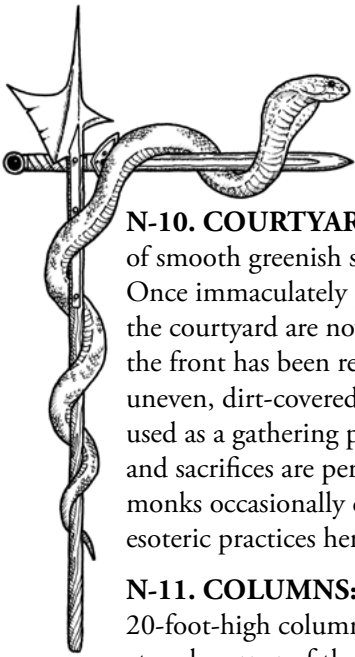 N-10. COURTYAR
of smooth greenish s
Once immaculately
the courtyard are no
the front has been re
uneven, dirt-covered
used as a gathering p
and sacrifices are per
monks occasionally
esoteric practices her
N-11. COLUMNS:
20-foot-high column